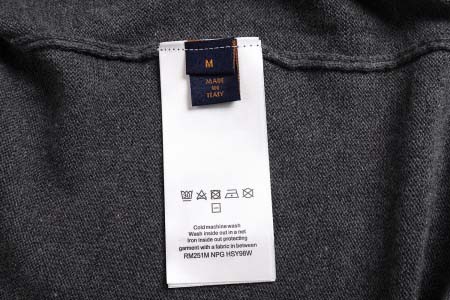 M
MADE
IN
ITALY
Cold machine wash
Wash inside out in a net
Iron inside out protecting
garment with a fabric in between
RM251M NPG HSY98W